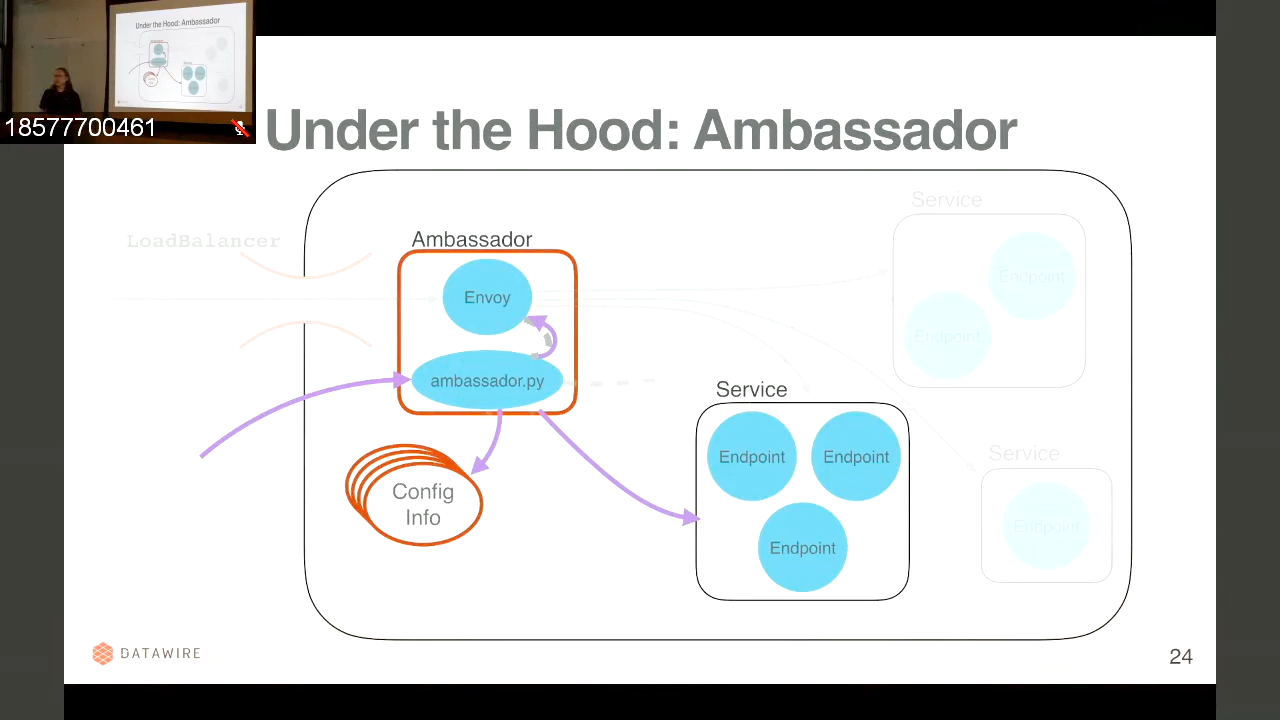 Under the Hood: Ambassador
18577700461
Under the Hood: Ambassador
Service
LoadBalancer
Ambassador
Endpoint
Envoy
Endpoint
ambassador.py
Service
Endpoint
Endpoint
Service
Config
Info
Endpoint
Endpoint
DATAWIRE
24